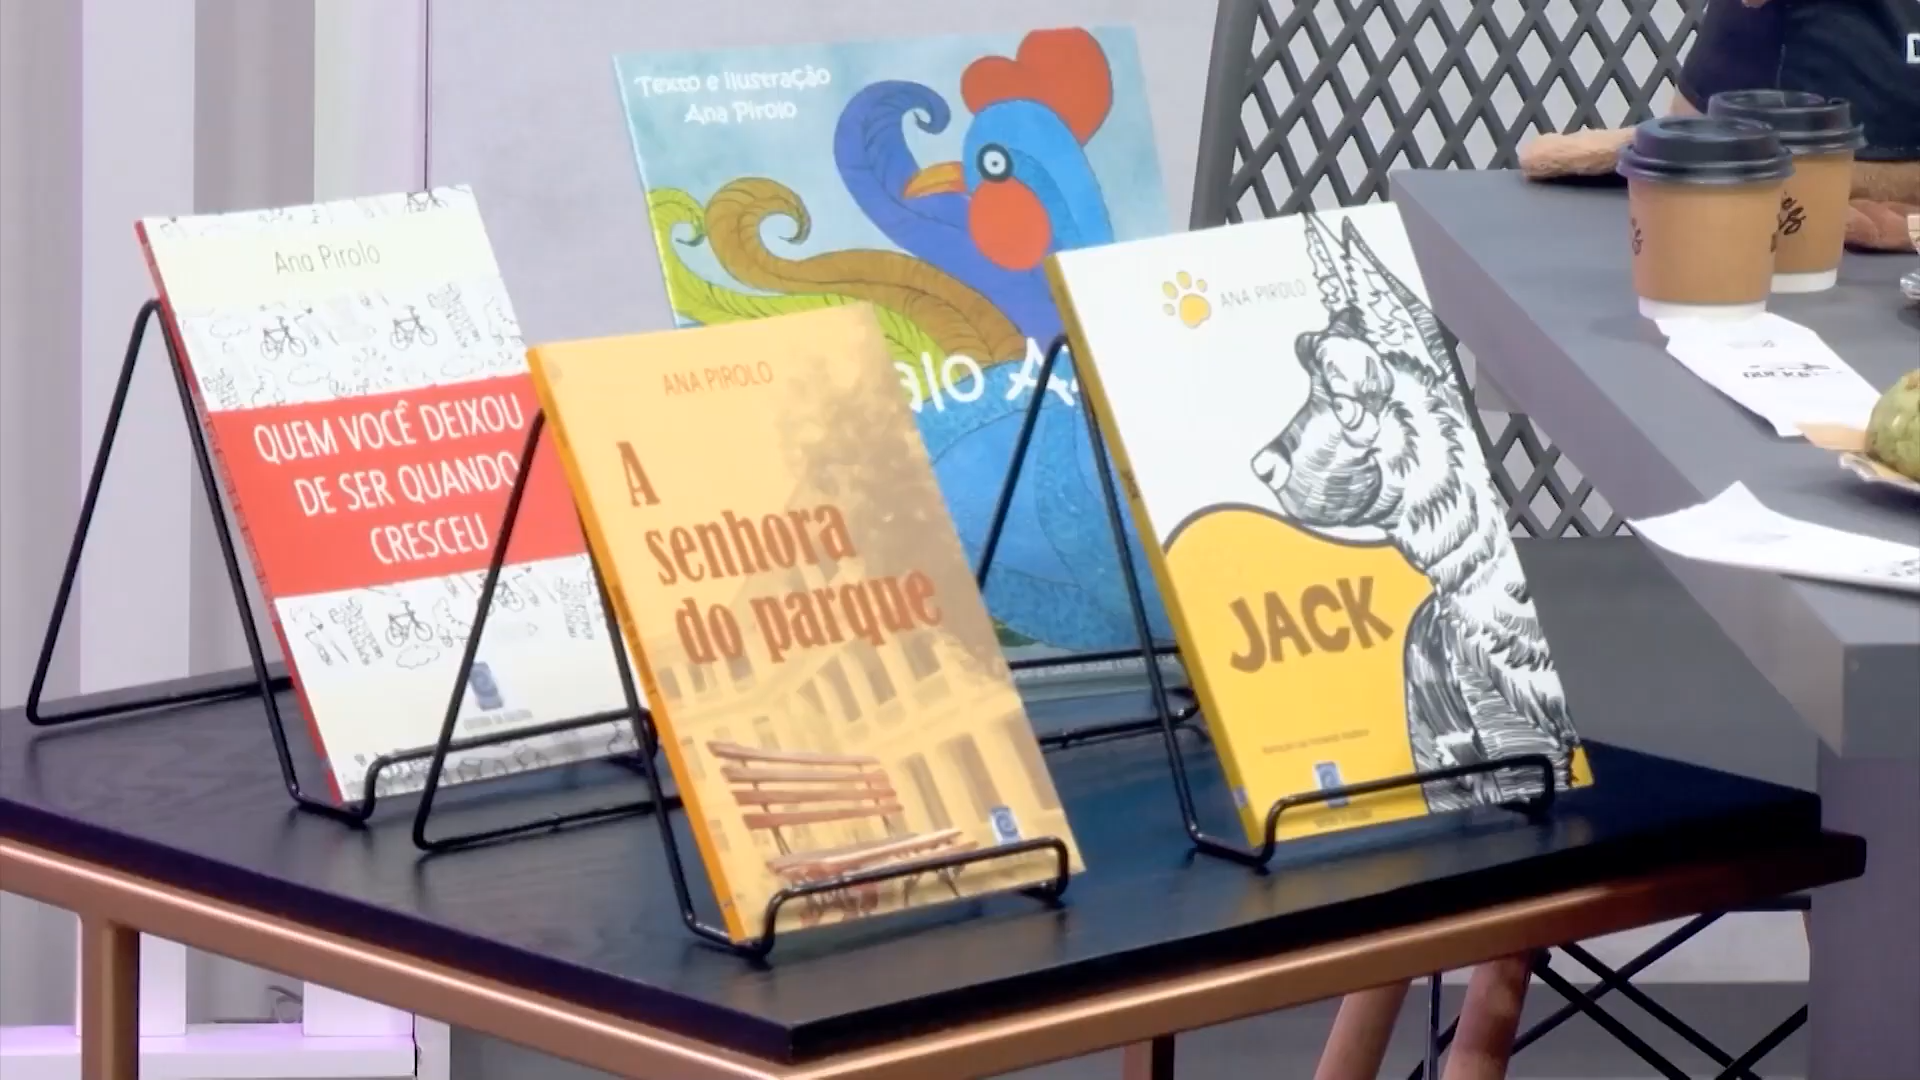 Texto e ilustração
Ana Pirolo
Ana Pirolo
QUEM VOCÊ DEIXOU
DE SER QUANDO
CRESCEU
ANA PIROLO
A
senhora
do parque
ANA PIROLO
JACK
JACK